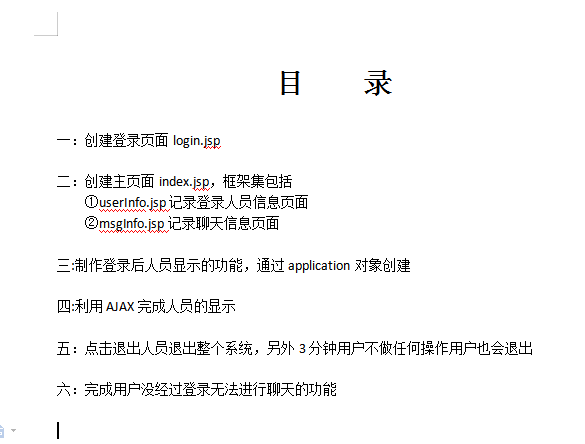 目 录
一：创建登录页面 login.jsp
二：创建主页面 index.jsp，框架集包括
①userInfo.jsp 记录登录人员信息页面
②msgInfo.jsp 记录聊天信息页面
三:制作登录后人员显示的功能，通过 application 对象创建
四:利用 AJAX 完成人员的显示
五：点击退出人员退出整个系统，另外 3 分钟用户不做任何操作用户也会退出
六：完成用户没经过登录无法进行聊天的功能